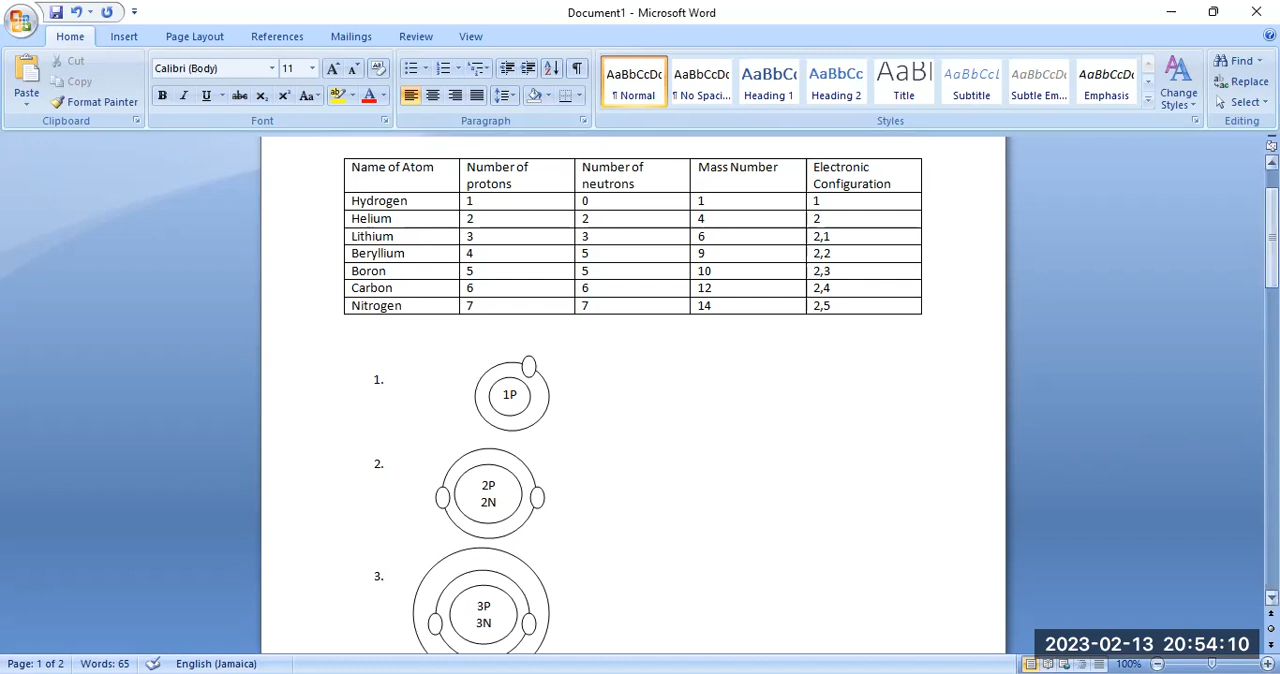 Document1 - Microsoft Word
Home Insert Page Layout References Mailings Review View
Paste
Cut
Copy
Format Painter
Clipboard
Calibri (Body) 11
Font
Paragraph
AaBbCcDc AaBbCcDc AaBbCc AaBbCc AaBl AaBbCcL AaBbCcDc AaBbCcDc
¶ Normal ¶ No Spaci... Heading 1 Heading 2 Title Subtitle Subtle Em... Emphasis
Change Styles
Styles
Find
Replace
Select
Editing
Name of Atom Number of protons Number of neutrons Mass Number Electronic Configuration
Hydrogen 1 0 1 1
Helium 2 2 4 2
Lithium 3 3 6 2,1
Beryllium 4 5 9 2,2
Boron 5 5 10 2,3
Carbon 6 6 12 2,4
Nitrogen 7 7 14 2,5
1.
1P
2.
2P
2N
3.
3P
3N
2023-02-13 20:54:10
Page: 1 of 2 Words: 65 English (Jamaica) 100%